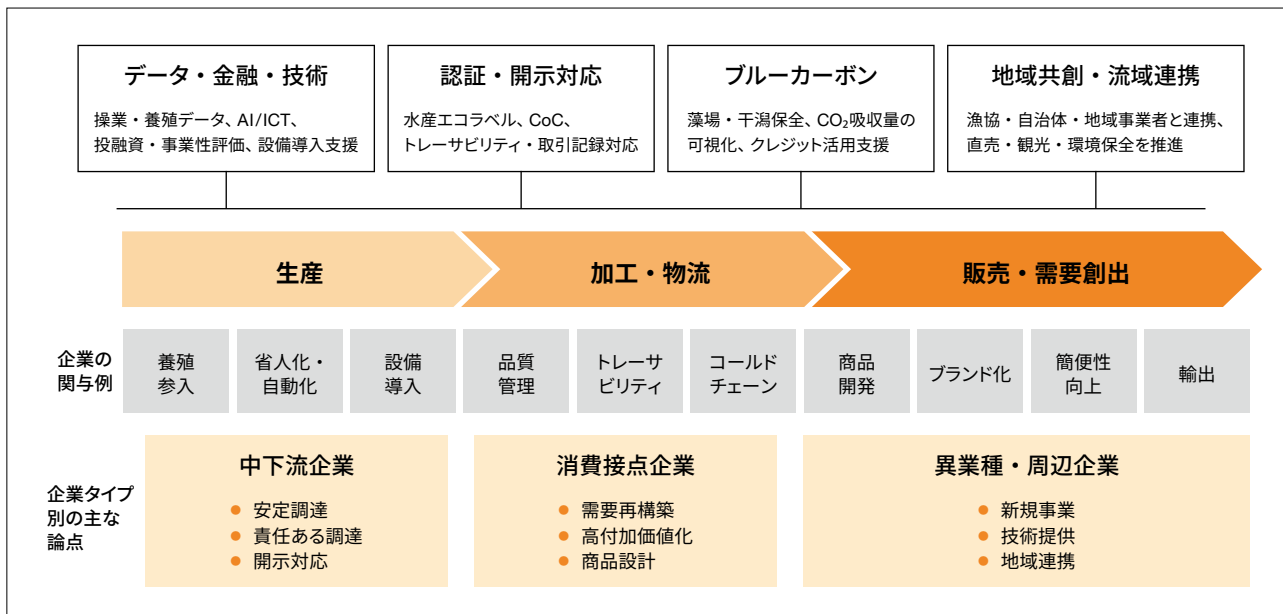 データ・金融・技術
操業・養殖データ、AI/ICT、
投融資・事業性評価、設備導入支援
認証・開示対応
水産エコラベル、CoC、
トレーサビリティ・取引記録対応
ブルーカーボン
藻場・干潟保全、CO₂吸収量の
可視化、クレジット活用支援
地域共創・流域連携
漁協・自治体・地域事業者と連携、
直売・観光・環境保全を推進
生産
加工・物流
販売・需要創出
企業の
関与例
養殖
参入
省人化・
自動化
設備
導入
品質
管理
トレーサ
ビリティ
コールド
チェーン
商品
開発
ブランド化
簡便性
向上
輸出
企業タイプ
別の主な
論点
中下流企業
● 安定調達
● 責任ある調達
● 開示対応
消費接点企業
● 需要再構築
● 高付加価値化
● 商品設計
異業種・周辺企業
● 新規事業
● 技術提供
● 地域連携